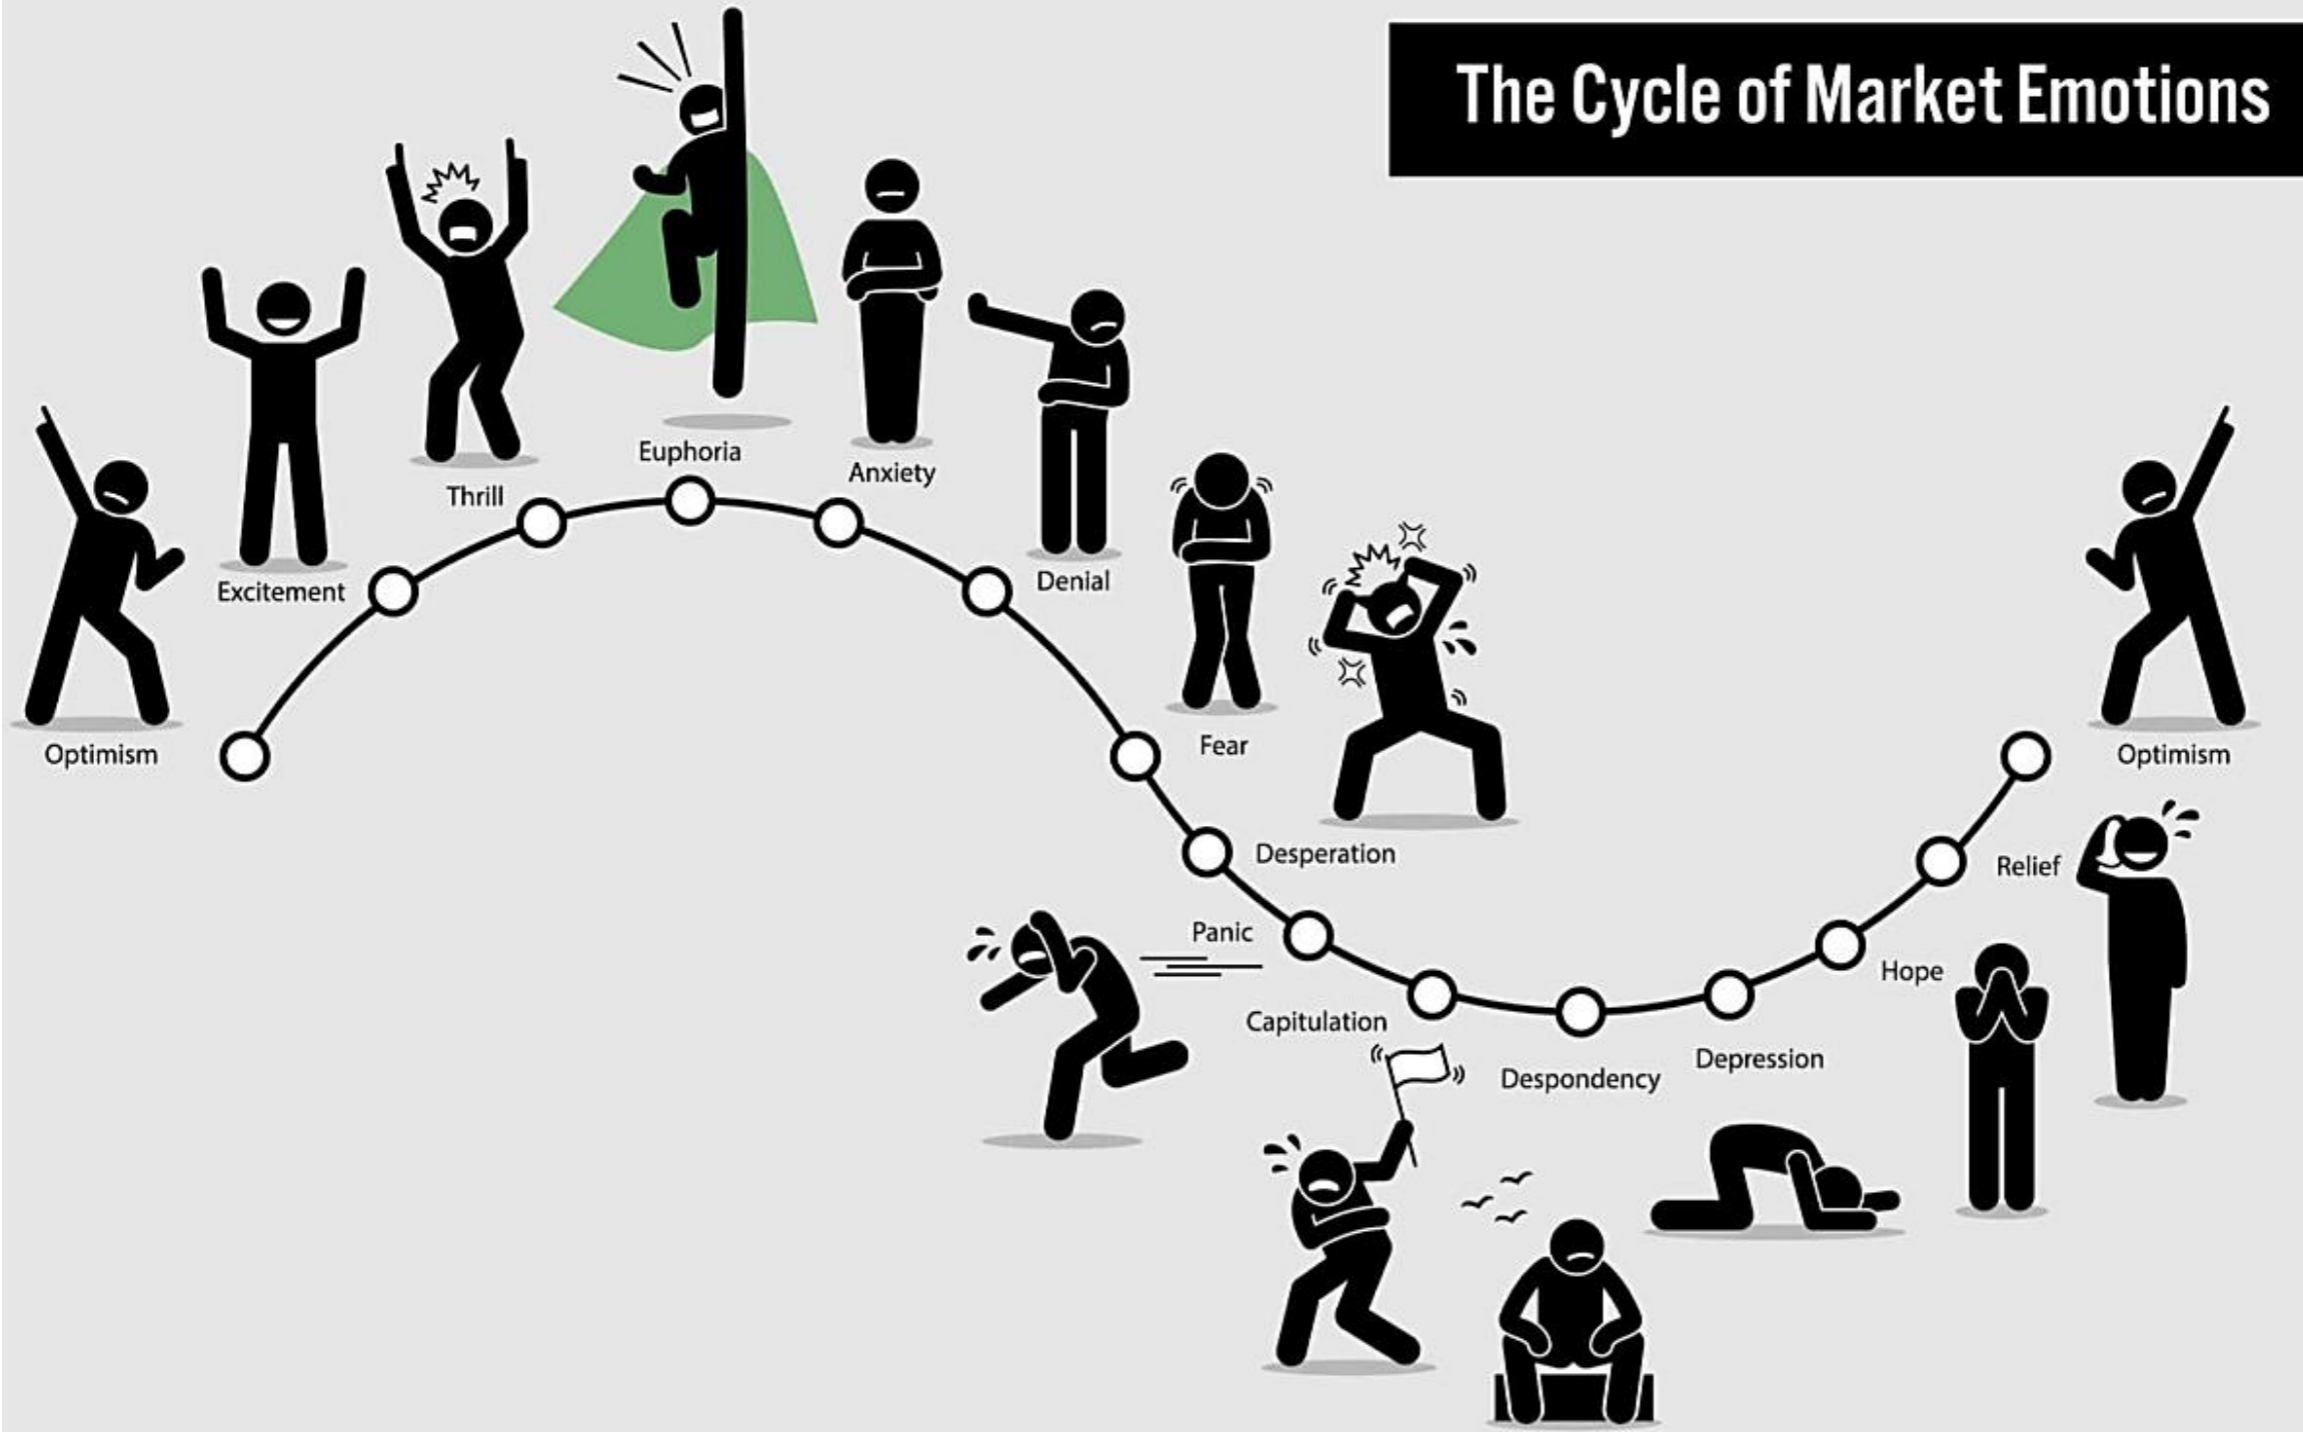 The Cycle of Market Emotions
Optimism
Excitement
Thrill
Euphoria
Anxiety
Denial
Fear
Desperation
Panic
Capitulation
Despondency
Depression
Hope
Relief
Optimism